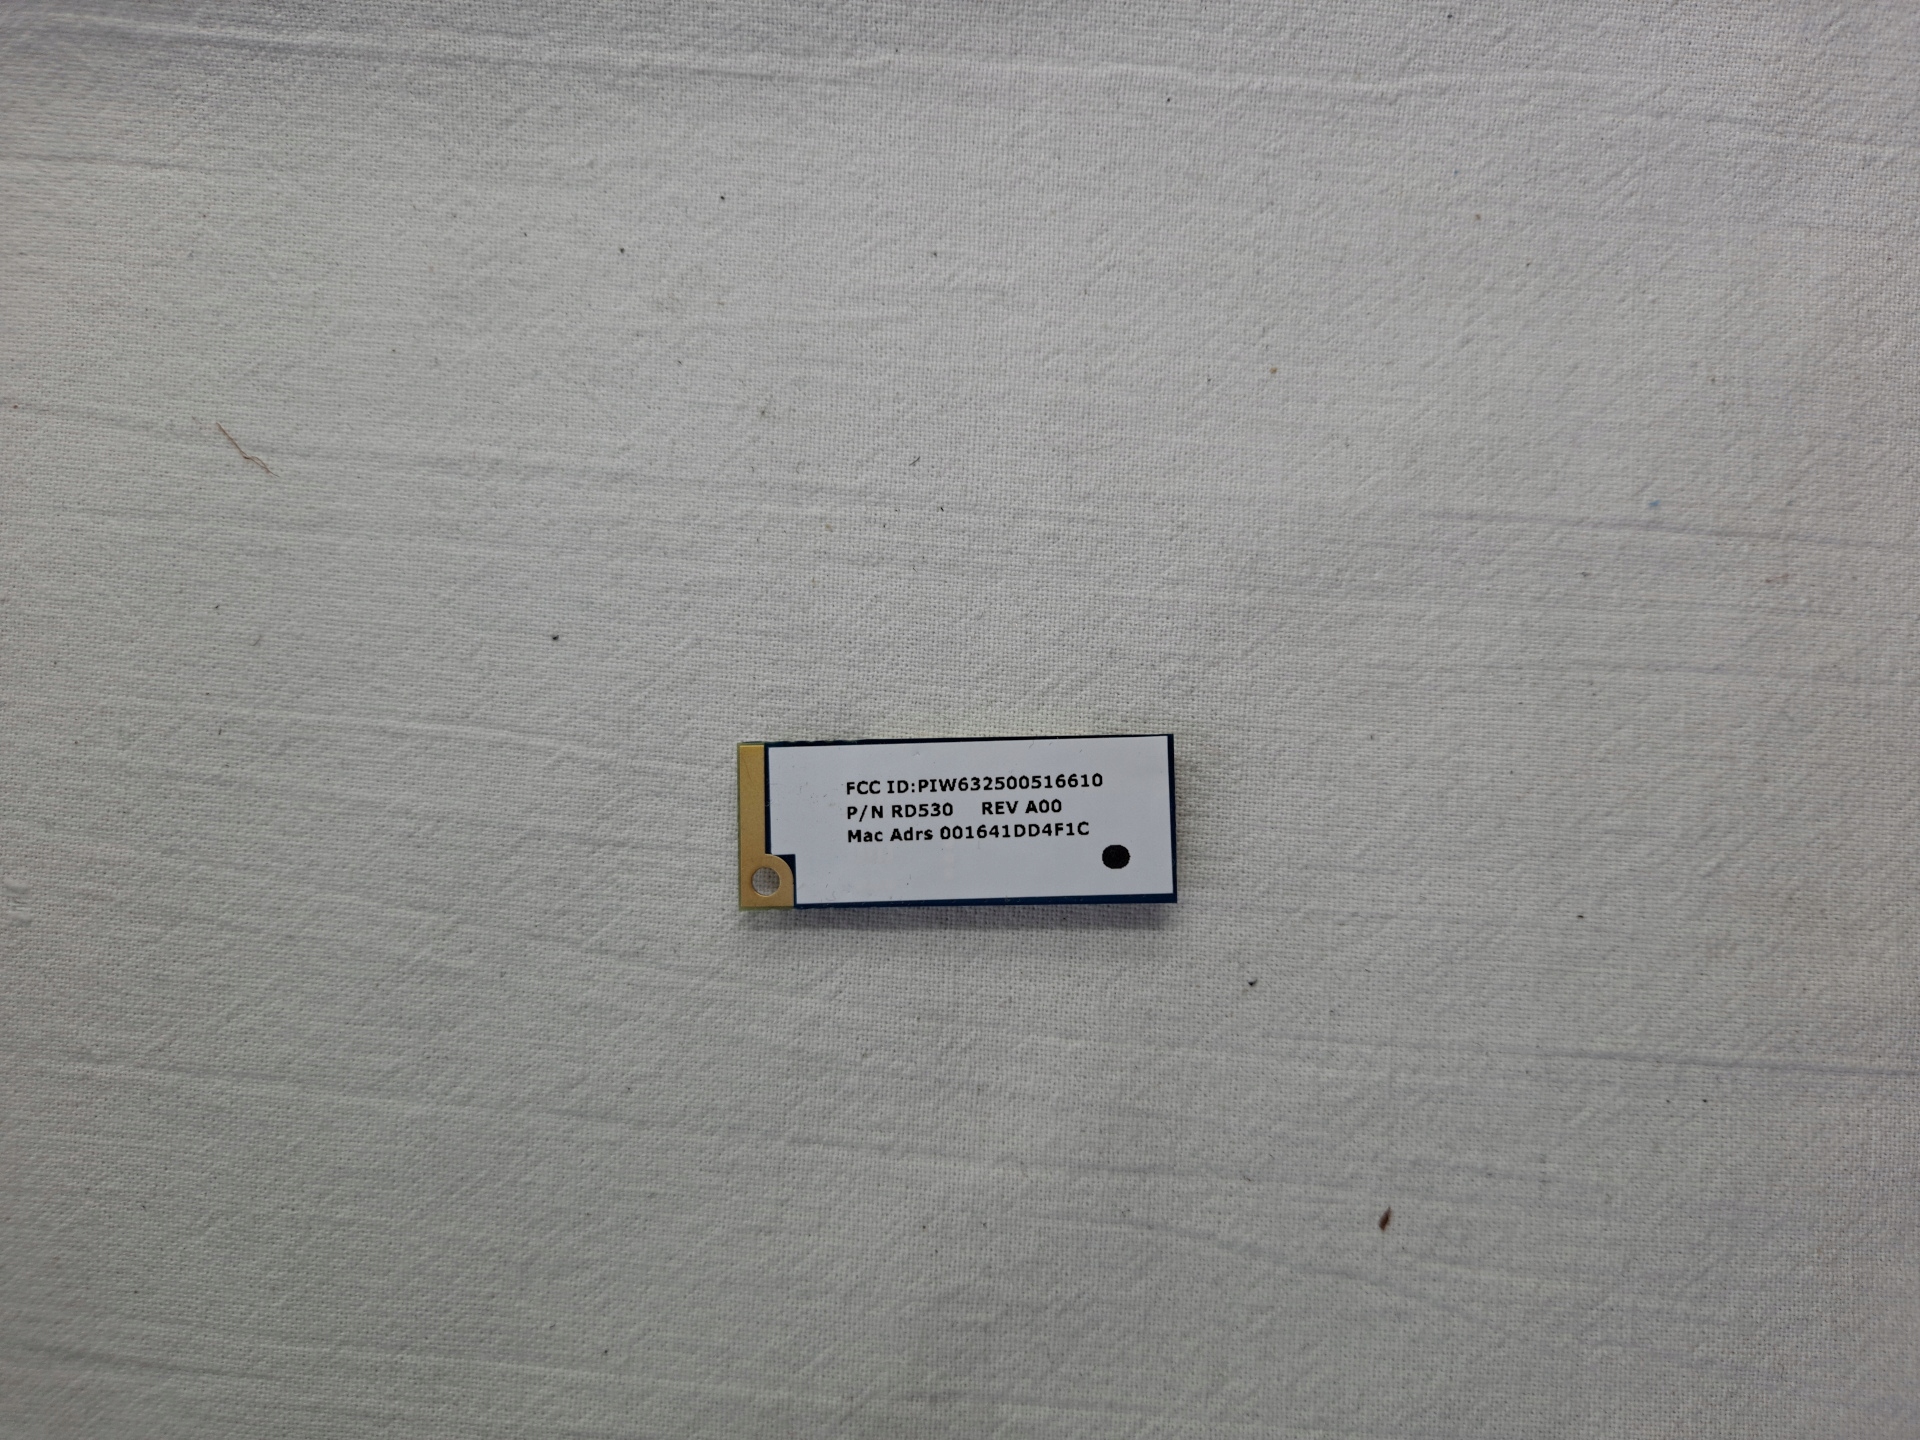 FCC ID:PIW632500516610
P/N RD530 REV A00
Mac Adrs 001641DD4F1C